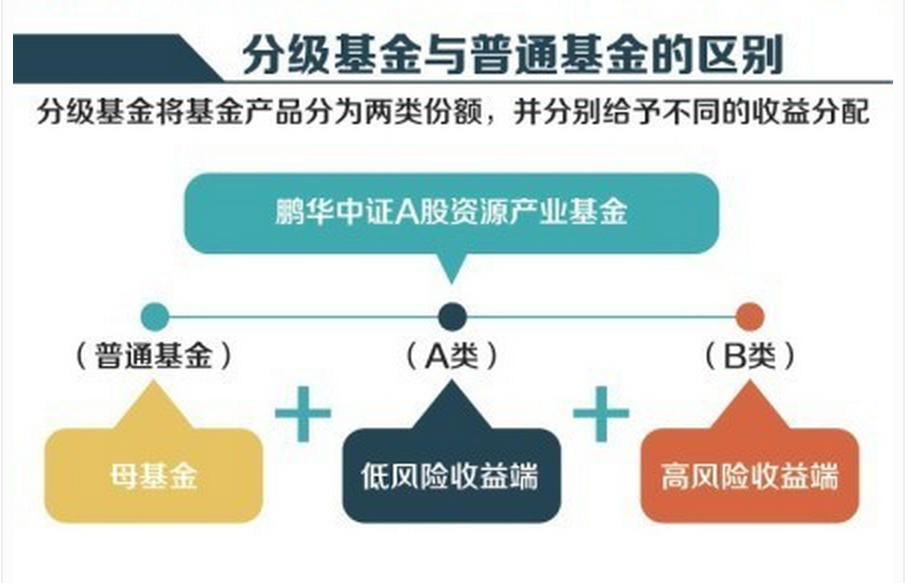 分级基金与普通基金的区别
分级基金将基金产品分为两类份额，并分别给予不同的收益分配
鹏华中证A股资源产业基金
（普通基金）
（A类）
（B类）
母基金
低风险收益端
高风险收益端